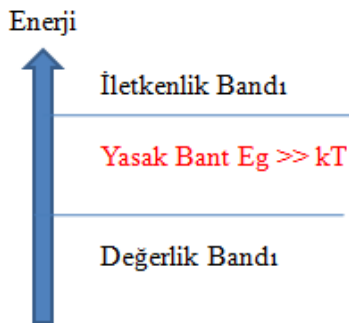 Enerji
İletkenlik Bandı
Yasak Bant Eg >> kT
Değerlik Bandı